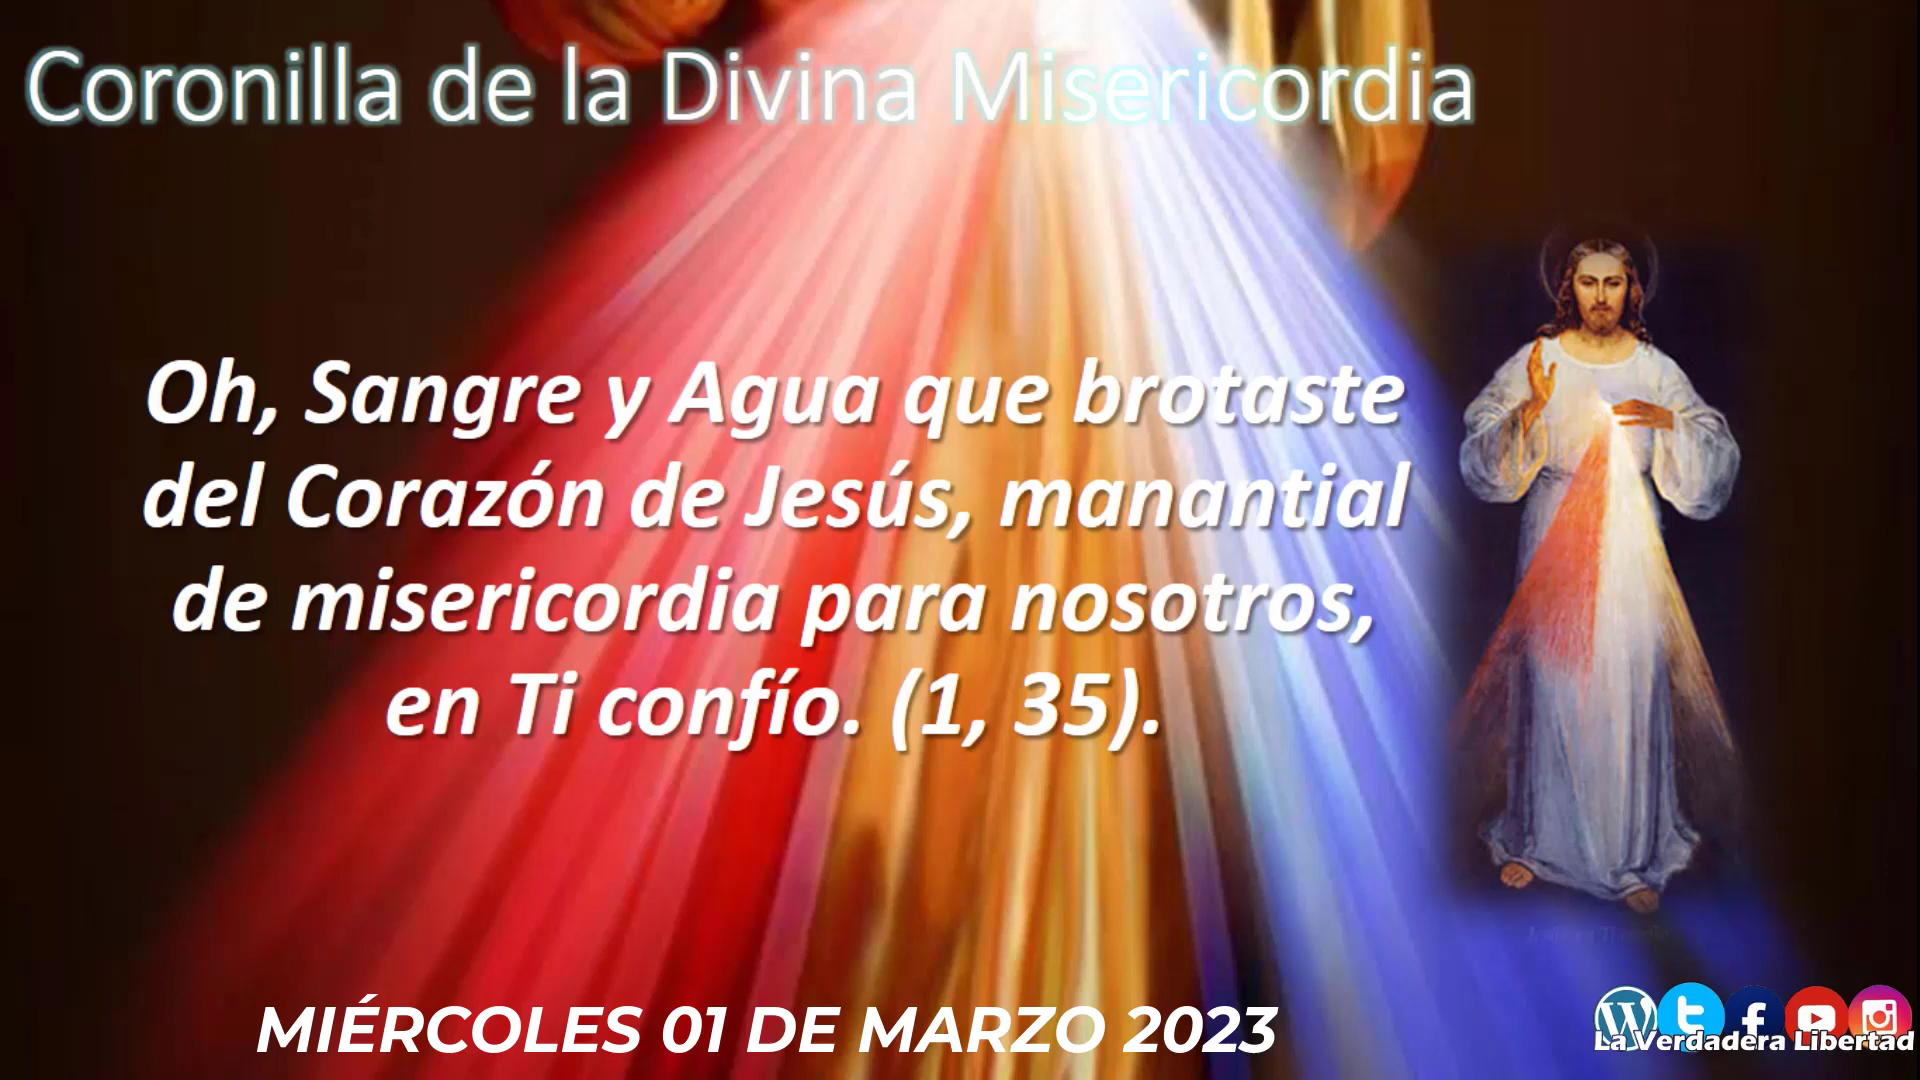 Coronilla de la Divina Misericordia
Oh, Sangre y Agua que brotaste
del Corazón de Jesús, manantial
de misericordia para nosotros,
en Ti confío. (1, 35).
MIÉRCOLES 01 DE MARZO 2023
La Verdadera Libertad